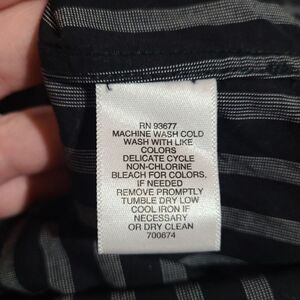 RN 93677
MACHINE WASH COLD
WASH WITH LIKE
COLORS
DELICATE CYCLE
NON-CHLORINE
BLEACH FOR COLORS,
IF NEEDED
REMOVE PROMPTLY
TUMBLE DRY LOW
COOL IRON IF
NECESSARY
OR DRY CLEAN
700674